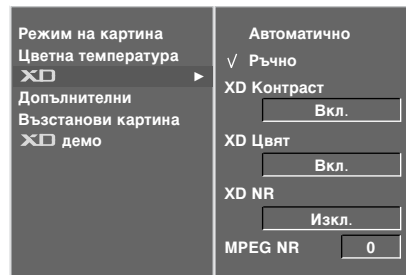 Режим на картина
Цветна температура
XD
Допълнителни
Възстанови картина
XD демо
Автоматично
√ Ръчно
XD Контраст
Вкл.
XD Цвят
Вкл.
XD NR
Изкл.
MPEG NR 0